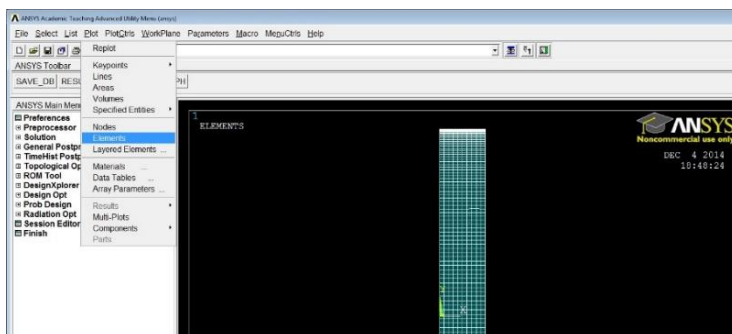 ANSYS Academic Teaching Advanced Utility Menu (ansys)
File Select List Plot PlotCtrls WorkPlane Parameters Macro MenuCtrls Help
ANSYS Toolbar
SAVE_DB RESU
ANSYS Main Menu
Preferences
Preprocessor
Solution
General Postpr
TimeHist Postp
Topological Op
ROM Tool
DesignXplorer
Design Opt
Prob Design
Radiation Opt
Session Editor
Finish
Replot
Keypoints
Lines
Areas
Volumes
Specified Entities
Nodes
Elements
Layered Elements ...
Materials ...
Data Tables ...
Array Parameters ...
Results
Multi-Plots
Components
Parts
1
ELEMENTS
ANSYS
Noncommercial use only
DEC 4 2014
18:48:24
X